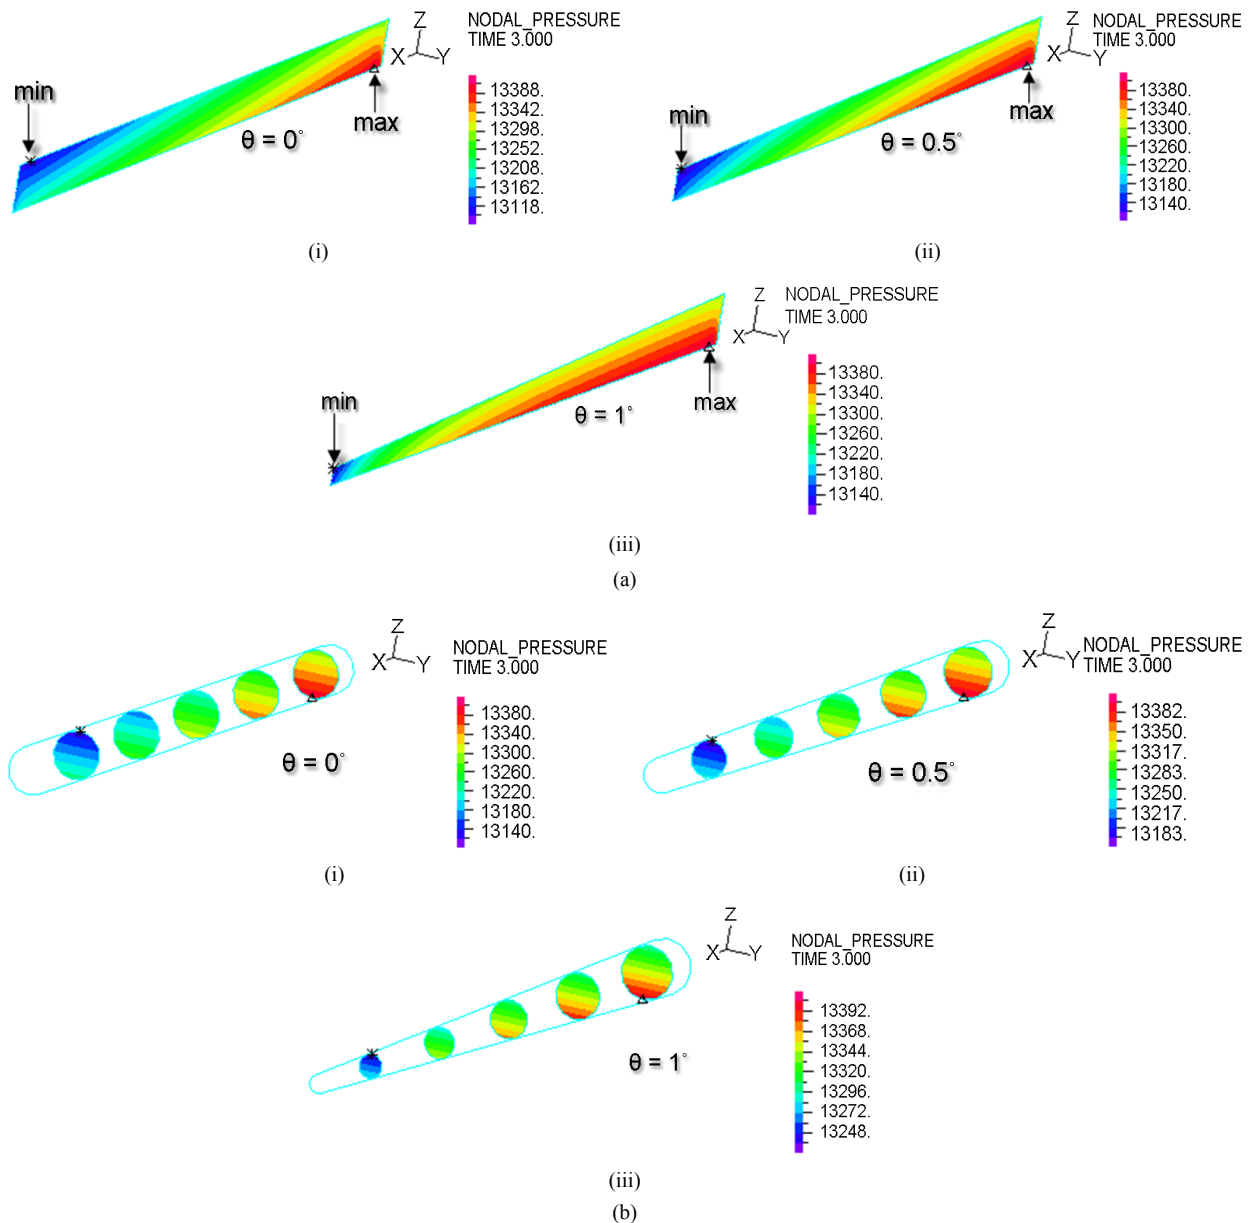 NODAL_PRESSURE
TIME 3.000
Z
X
Y
13388.
13342.
13298.
13252.
13208.
13162.
13118.
min
max
θ = 0°
(i)
NODAL_PRESSURE
TIME 3.000
Z
X
Y
13380.
13340.
13300.
13260.
13220.
13180.
13140.
min
max
θ = 0.5°
(ii)
NODAL_PRESSURE
TIME 3.000
Z
X
Y
13380.
13340.
13300.
13260.
13220.
13180.
13140.
min
max
θ = 1°
(iii)
(a)
NODAL_PRESSURE
TIME 3.000
Z
X
Y
13380.
13340.
13300.
13260.
13220.
13180.
13140.
θ = 0°
(i)
NODAL_PRESSURE
TIME 3.000
Z
X
Y
13382.
13350.
13317.
13283.
13250.
13217.
13183.
θ = 0.5°
(ii)
NODAL_PRESSURE
TIME 3.000
Z
X
Y
13392.
13368.
13344.
13320.
13296.
13272.
13248.
θ = 1°
(iii)
(b)